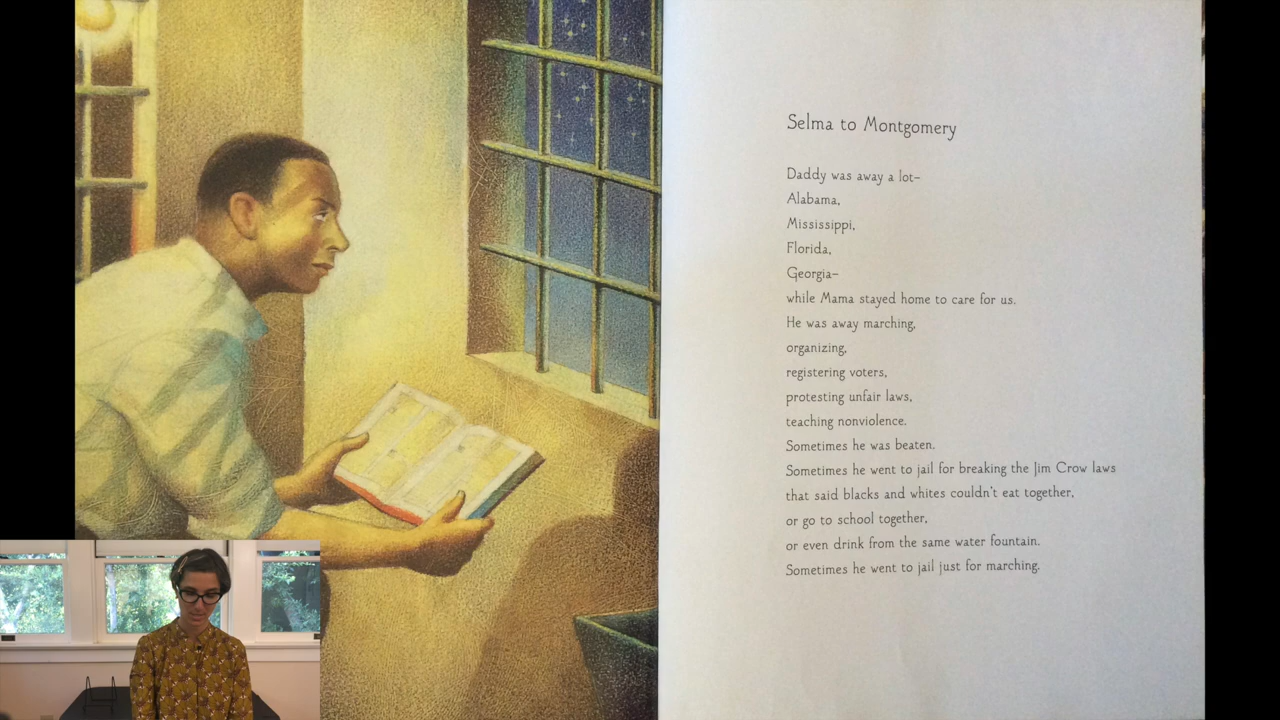 Selma to Montgomery
Daddy was away a lot–
Alabama,
Mississippi,
Florida,
Georgia–
while Mama stayed home to care for us.
He was away marching,
organizing,
registering voters,
protesting unfair laws,
teaching nonviolence.
Sometimes he was beaten.
Sometimes he went to jail for breaking the Jim Crow laws
that said blacks and whites couldn't eat together,
or go to school together,
or even drink from the same water fountain.
Sometimes he went to jail just for marching.